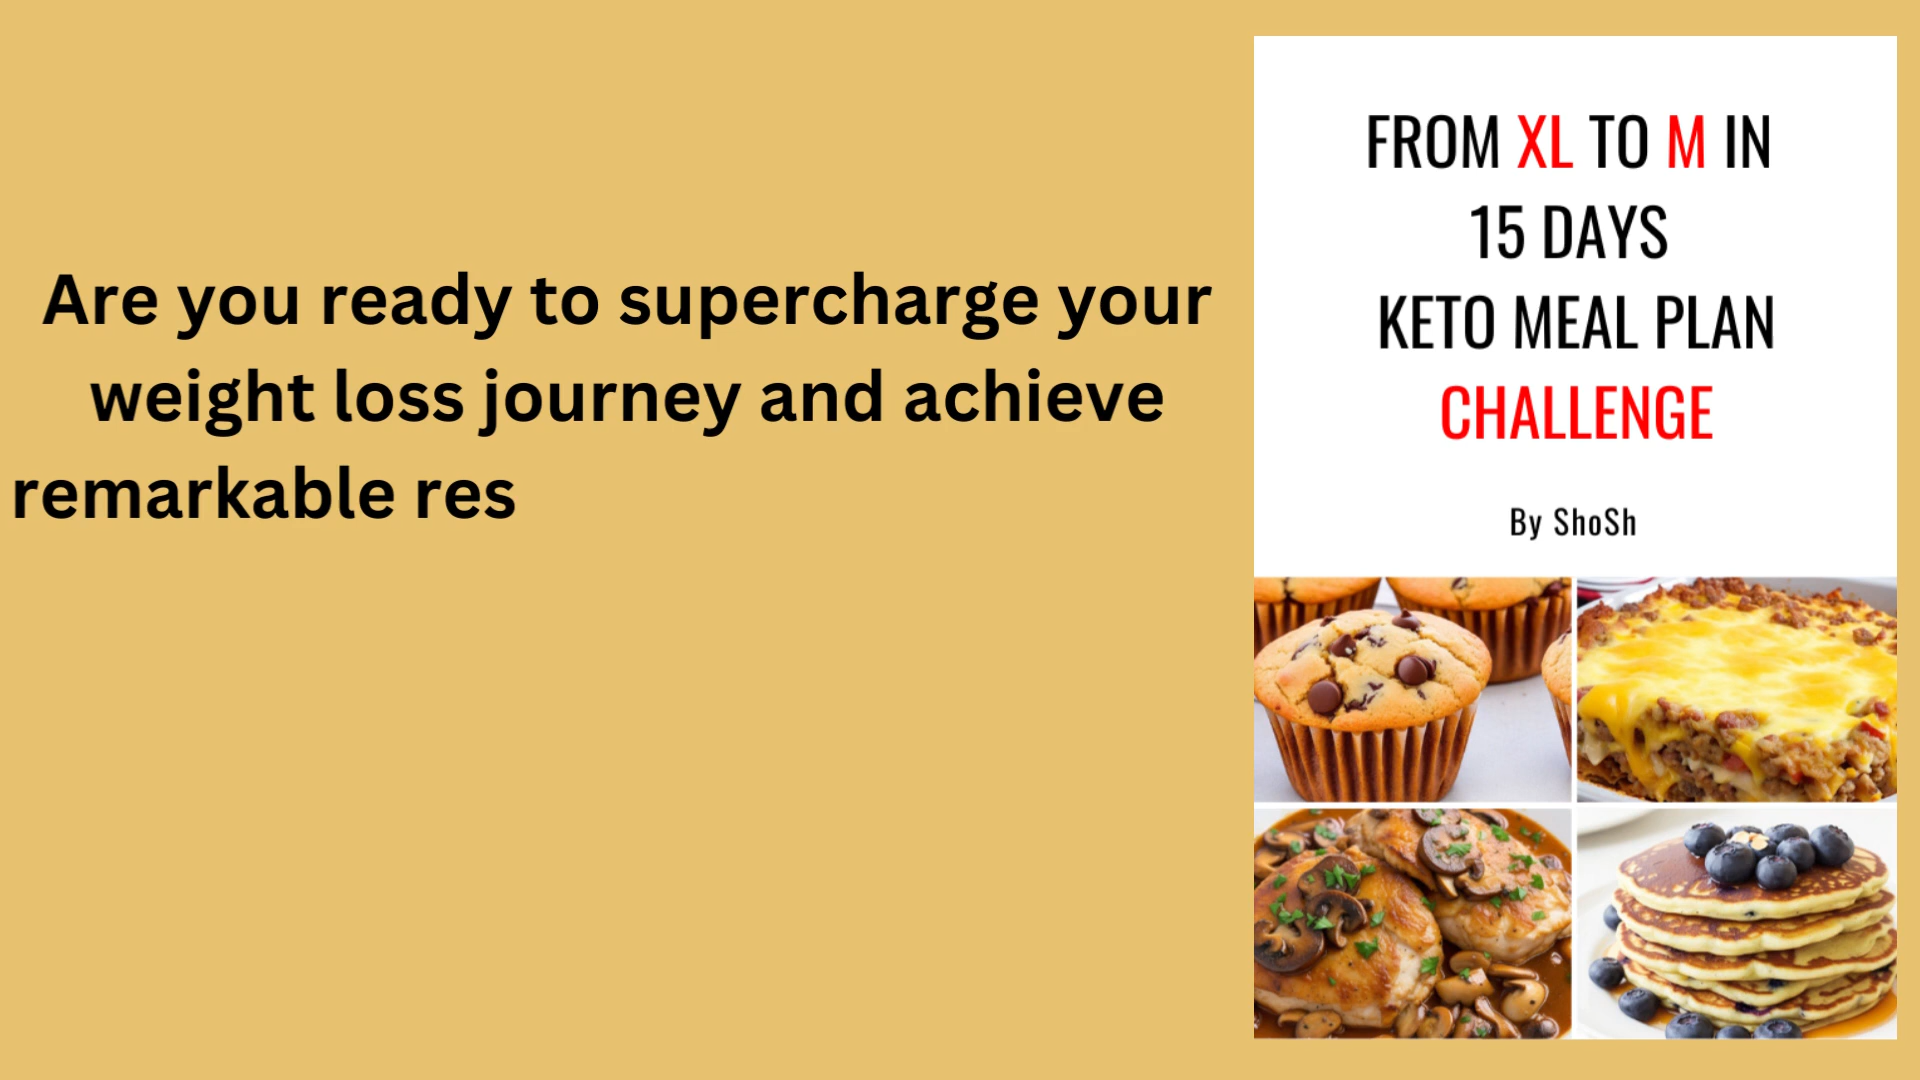 Are you ready to supercharge your
weight loss journey and achieve
remarkable res
FROM XL TO M IN
15 DAYS
KETO MEAL PLAN
CHALLENGE
By ShoSh